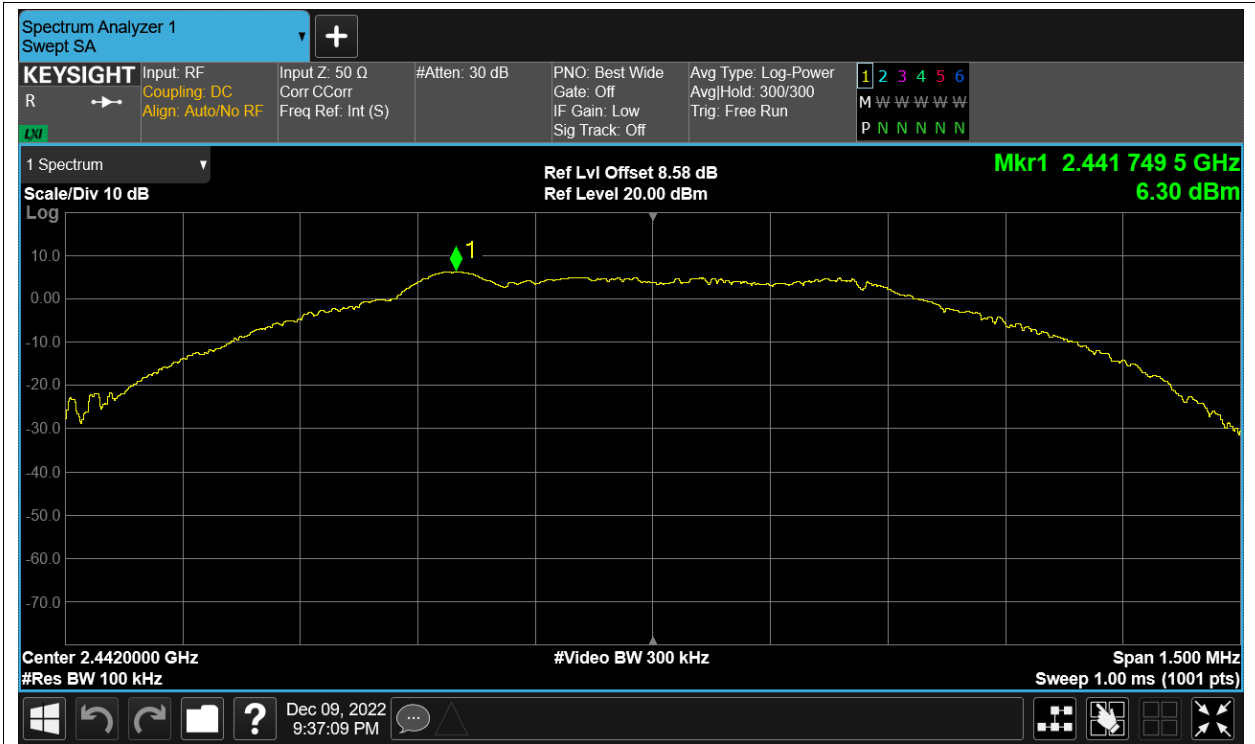 Spectrum Analyzer 1
Swept SA
KEYSIGHT
R
LXI
Input: RF
Coupling: DC
Align: Auto/No RF
Input Z: 50 Ω
Corr CCorr
Freq Ref: Int (S)
#Atten: 30 dB
PNO: Best Wide
Gate: Off
IF Gain: Low
Sig Track: Off
Avg Type: Log-Power
Avg|Hold: 300/300
Trig: Free Run
1 2 3 4 5 6
M W W W W W
P N N N N N
1 Spectrum
Scale/Div 10 dB
Log
Ref Lvl Offset 8.58 dB
Ref Level 20.00 dBm
Mkr1 2.441 749 5 GHz
6.30 dBm
1
10.0
0.00
-10.0
-20.0
-30.0
-40.0
-50.0
-60.0
-70.0
Center 2.4420000 GHz
#Video BW 300 kHz
Span 1.500 MHz
#Res BW 100 kHz
Sweep 1.00 ms (1001 pts)
?
Dec 09, 2022
9:37:09 PM